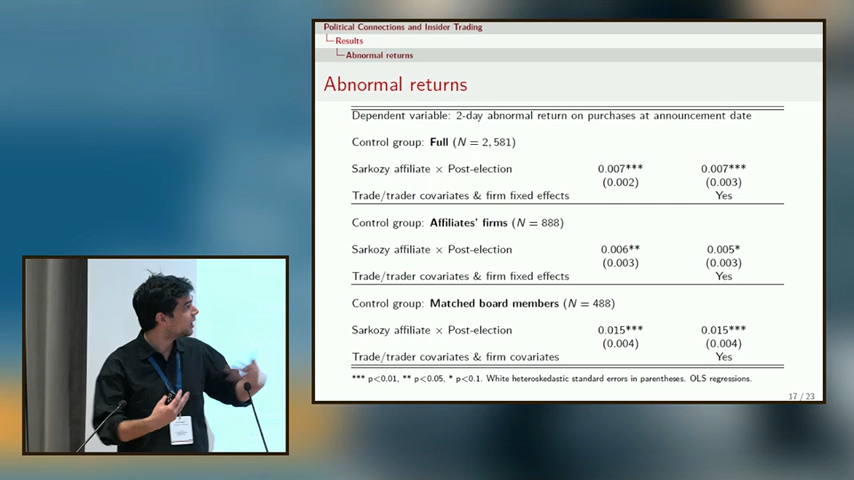 Political Connections and Insider Trading
Results
Abnormal returns
Abnormal returns
Dependent variable: 2-day abnormal return on purchases at announcement date
Control group: Full (N = 2, 581)
Sarkozy affiliate × Post-election 0.007*** 0.007***
(0.002) (0.003)
Trade/trader covariates & firm fixed effects Yes
Control group: Affiliates' firms (N = 888)
Sarkozy affiliate × Post-election 0.006** 0.005*
(0.003) (0.003)
Trade/trader covariates & firm fixed effects Yes
Control group: Matched board members (N = 488)
Sarkozy affiliate × Post-election 0.015*** 0.015***
(0.004) (0.004)
Trade/trader covariates & firm covariates Yes
*** p<0.01, ** p<0.05, * p<0.1. White heteroskedastic standard errors in parentheses. OLS regressions.
17 / 23